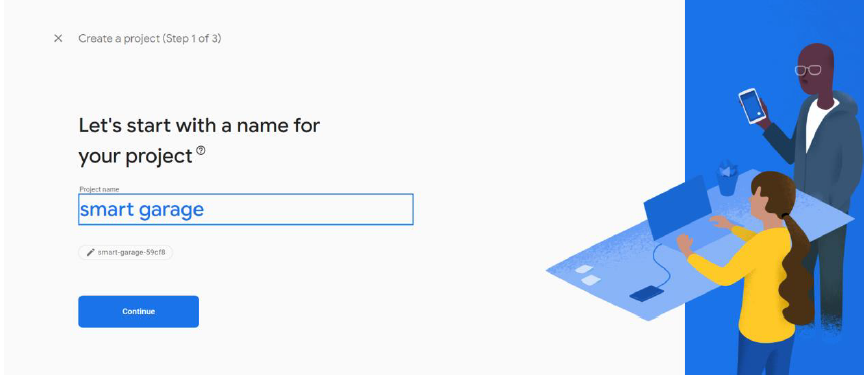 Create a project (Step 1 of 3)
Let's start with a name for
your project
Project name
smart garage
smart-garage-59cf8
Continue